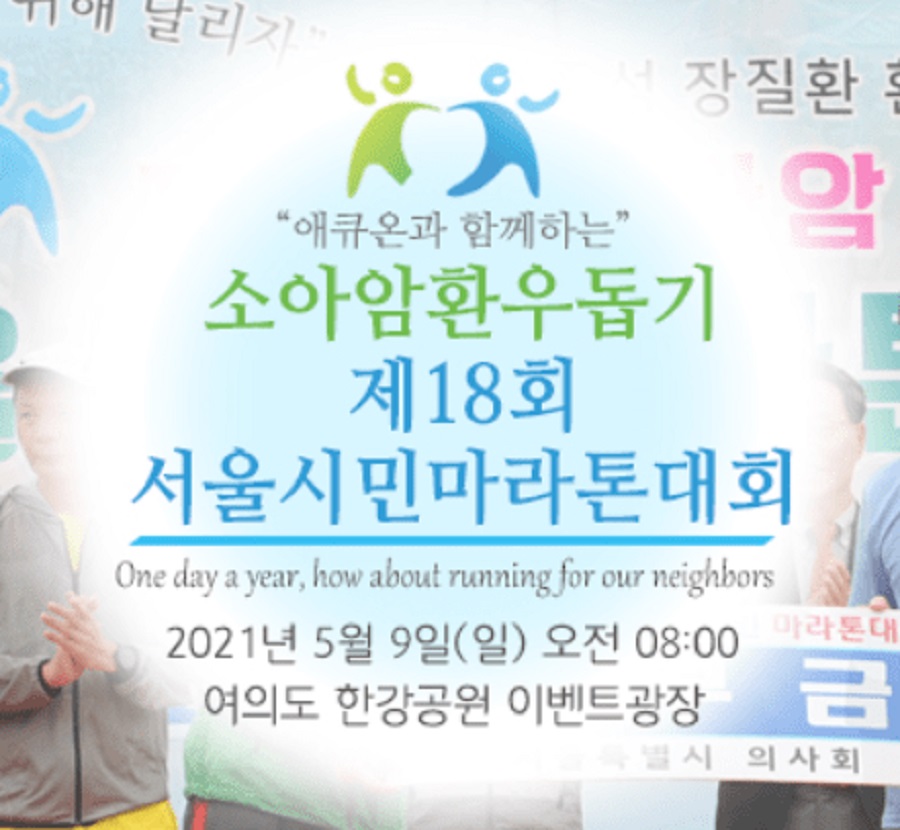 위해 달리자"
장질환
암
"애큐온과 함께하는"
소아암환우돕기
제18회
서울시민마라톤대회
One day a year, how about running for our neighbors
2021년 5월 9일(일) 오전 08:00
여의도 한강공원 이벤트광장
마라톤대
금
특별시 의사회